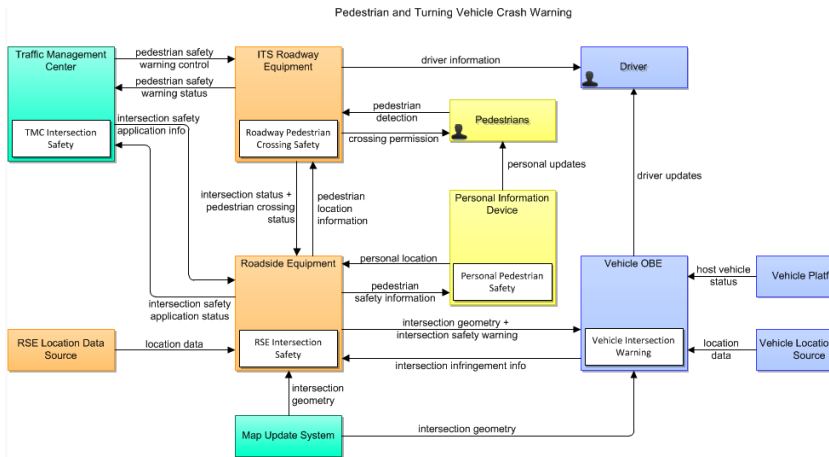 Pedestrian and Turning Vehicle Crash Warning
Traffic Management
Center
TMC Intersection
Safety
pedestrian safety
warning control
pedestrian safety
warning status
intersection safety
application info
ITS Roadway
Equipment
Roadway Pedestrian
Crossing Safety
driver information
Driver
pedestrian
detection
crossing permission
Pedestrians
personal updates
driver updates
intersection status +
pedestrian crossing
status
pedestrian
location
information
Personal Information
Device
Personal Pedestrian
Safety
Roadside Equipment
RSE Intersection
Safety
personal location
pedestrian
safety information
Vehicle OBE
Vehicle Intersection
Warning
host vehicle
status
Vehicle Platf
intersection safety
application status
RSE Location Data
Source
location data
intersection geometry +
intersection safety warning
intersection infringement info
location
data
Vehicle Location
Source
intersection
geometry
Map Update System
intersection geometry